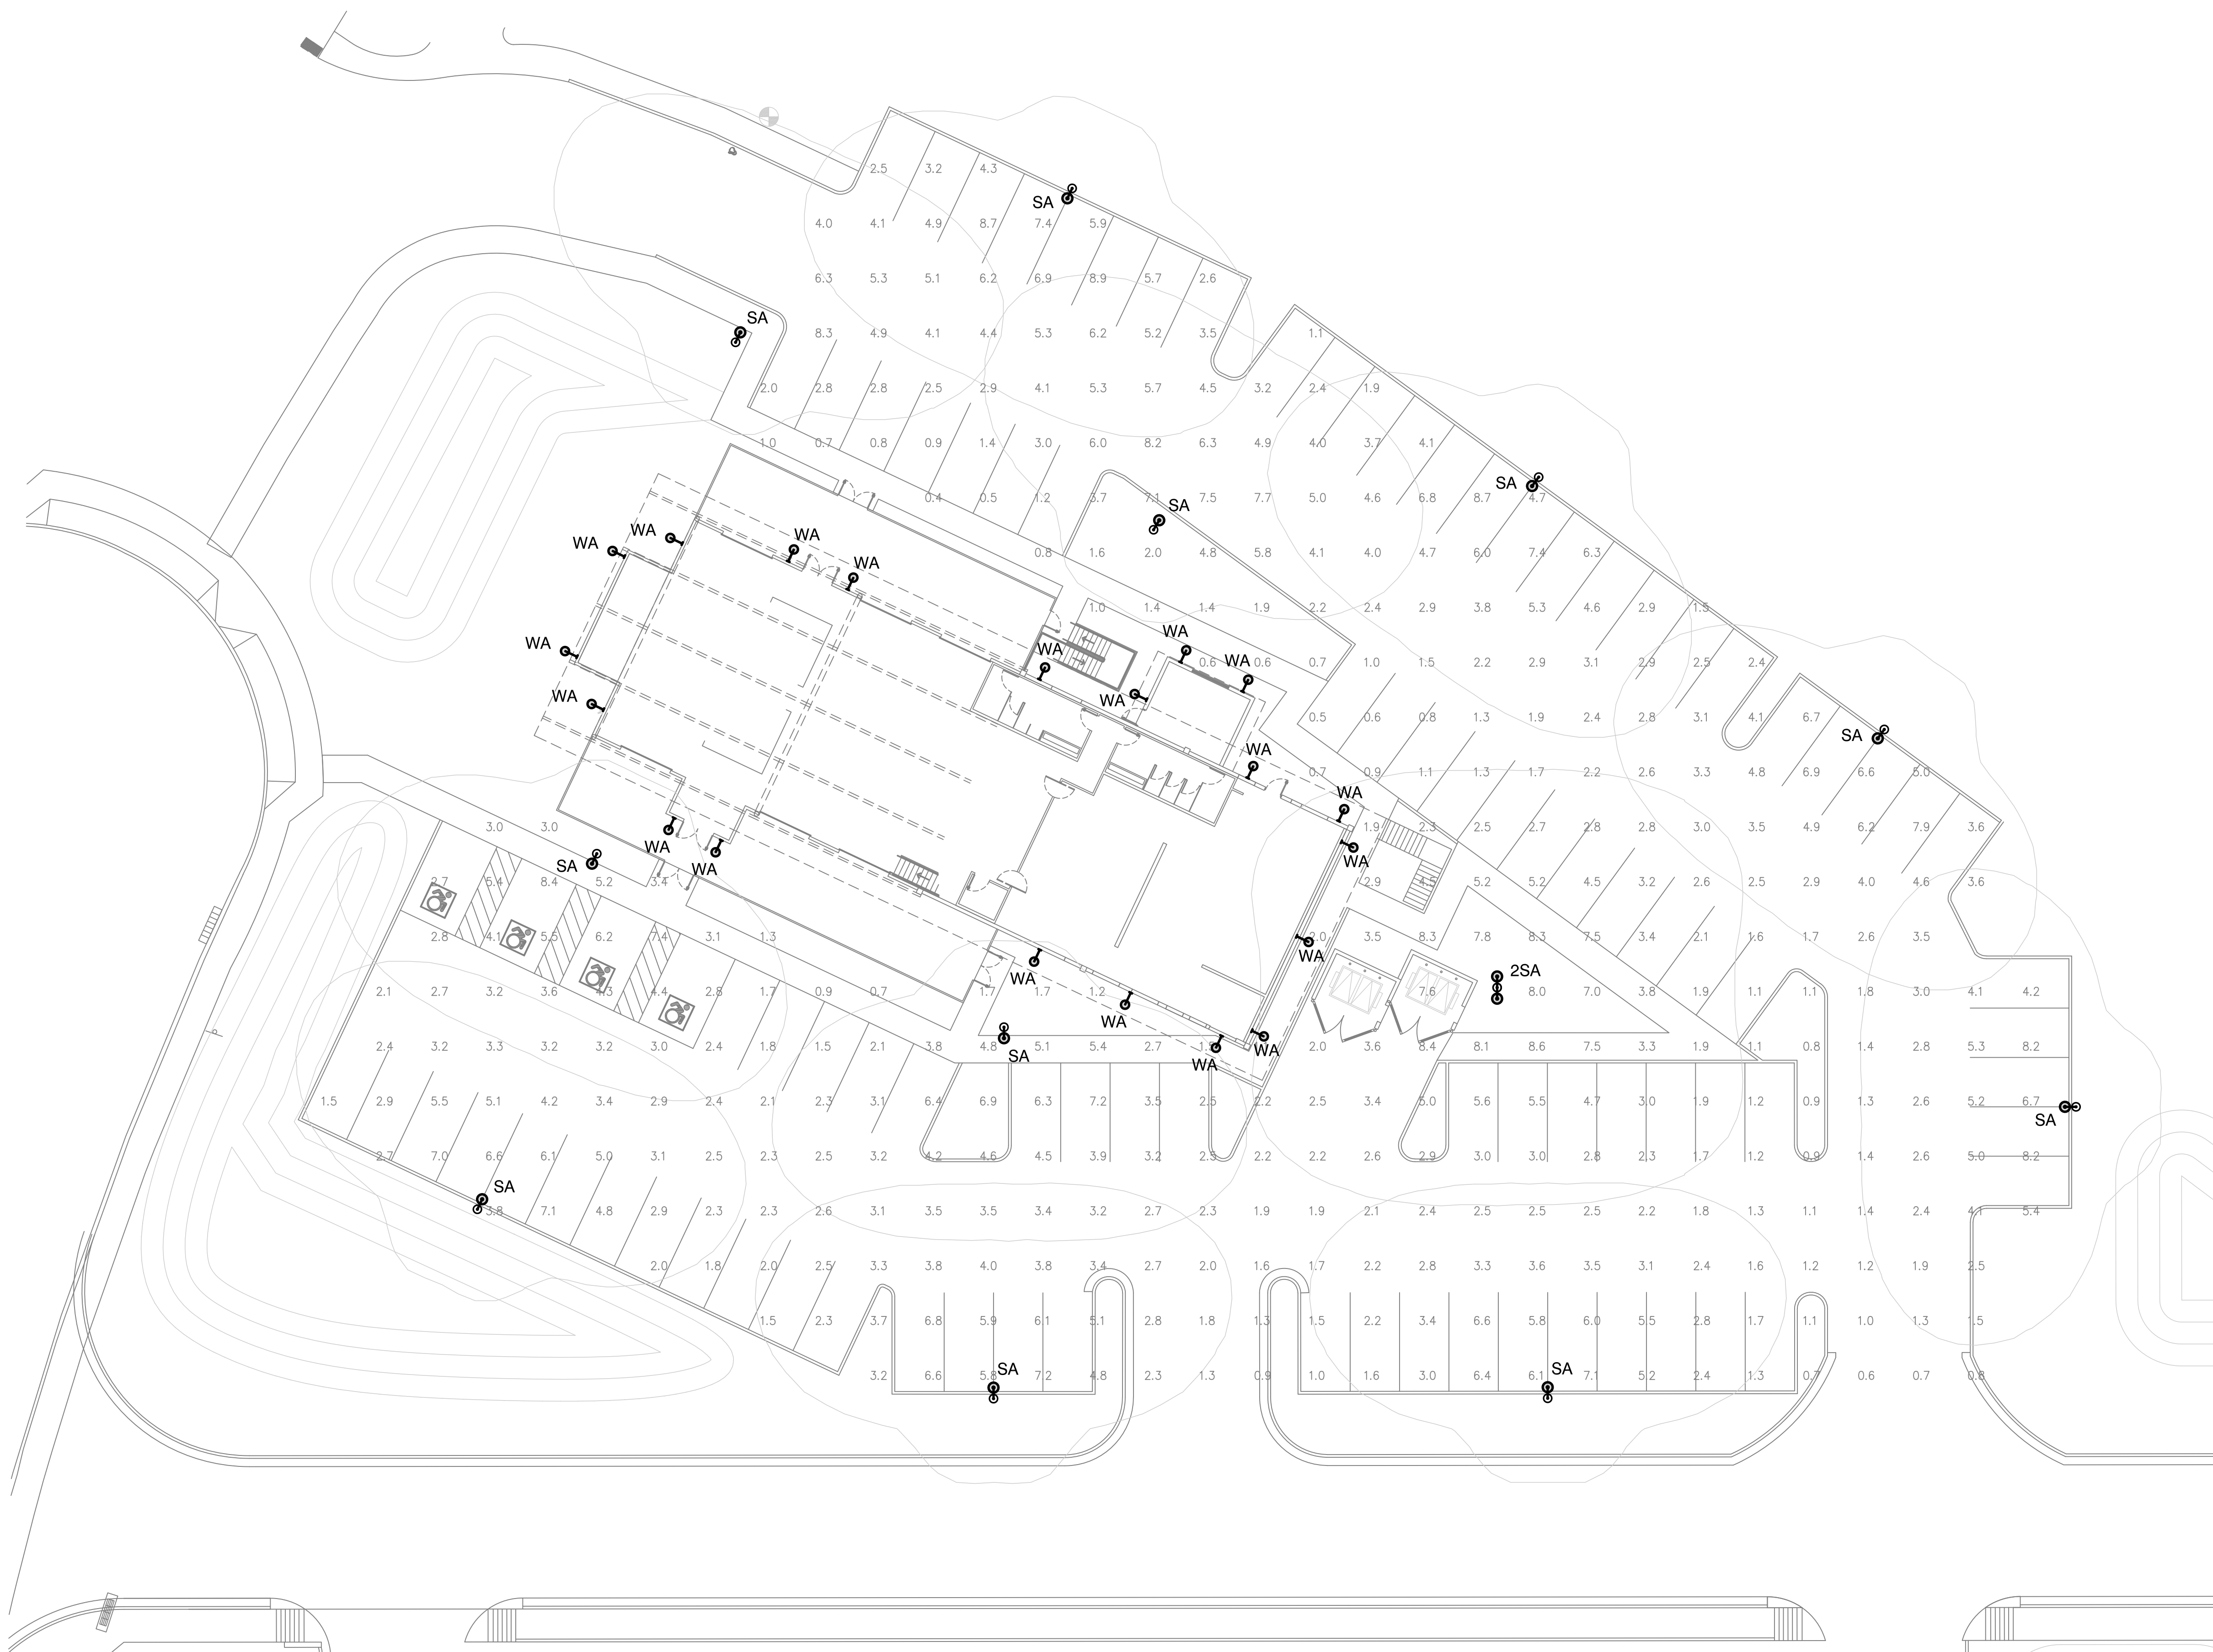 2.5 3.2 4.3
SA
4.0 4.1 4.9 8.7 7.4 5.9
6.3 5.3 5.1 6.2 6.9 8.9 5.7 2.6
SA
8.3 4.9 4.1 4.4 5.3 6.2 5.2 3.5 1.1
2.0 2.8 2.8 2.5 2.9 4.1 5.3 5.7 4.5 3.2 2.4 1.9
1.0 0.7 0.8 0.9 1.4 3.0 6.0 8.2 6.3 4.9 4.0 3.7 4.1
SA
0.4 0.5 1.2 3.7 7.1 7.5 7.7 5.0 4.6 6.8 8.7 4.7
SA
WA WA WA
0.8 1.6 2.0 4.8 5.8 4.1 4.0 4.7 6.0 7.4 6.3
WA
1.0 1.4 1.4 1.9 2.2 2.4 2.9 3.8 5.3 4.6 2.9 1.5
WA WA
WA
0.6 0.6 0.7 1.0 1.5 2.2 2.9 3.1 2.9 2.5 2.4
WA WA
WA WA
0.5 0.6 0.8 1.3 1.9 2.4 2.8 3.1 4.1 6.7
SA
WA
0.7 0.9 1.1 1.3 1.7 2.2 2.6 3.3 4.8 6.9 6.6 5.0
WA
3.0 3.0 1.9 2.3 2.5 2.7 2.8 2.8 3.0 3.5 4.9 6.2 7.9 3.6
WA
SA WA WA
2.7 5.4 8.4 5.2 3.4 2.9 4.5 5.2 5.2 4.5 3.2 2.6 2.5 2.9 4.0 4.6 3.6
2.8 4.1 5.5 6.2 7.4 3.1 1.3 2.0 3.5 8.3 7.8 8.3 7.5 3.4 2.1 1.6 1.7 2.6 3.5
WA
2SA
WA
2.1 2.7 3.2 3.6 4.3 4.4 2.8 1.7 0.9 0.7 1.7 1.7 1.2 7.6 8.0 7.0 3.8 1.9 1.1 1.1 1.8 3.0 4.1 4.2
WA
2.4 3.2 3.3 3.2 3.2 3.0 2.4 1.8 1.5 2.1 3.8 4.8 5.1 5.4 2.7 2.0 3.6 8.4 8.1 8.6 7.5 3.3 1.9 1.1 0.8 1.4 2.8 5.3 8.2
SA WA WA
1.5 2.9 5.5 5.1 4.2 3.4 2.9 2.4 2.1 2.3 3.1 6.4 6.9 6.3 7.2 3.5 2.5 2.2 2.5 3.4 5.0 5.6 5.5 4.7 3.0 1.9 1.2 0.9 1.3 2.6 5.2 6.7
SA
2.7 7.0 6.6 6.1 5.0 3.1 2.5 2.3 2.5 3.2 4.2 4.6 4.5 3.9 3.2 2.5 2.2 2.2 2.6 2.9 3.0 3.0 2.8 2.3 1.7 1.2 0.9 1.4 2.6 5.0 8.2
SA
3.8 7.1 4.8 2.9 2.3 2.3 2.6 3.1 3.5 3.5 3.4 3.2 2.7 2.3 1.9 1.9 2.1 2.4 2.5 2.5 2.5 2.2 1.8 1.3 1.1 1.4 2.4 4.1 5.4
2.0 1.8 2.0 2.5 3.3 3.8 4.0 3.8 3.4 2.7 2.0 1.6 1.7 2.2 2.8 3.3 3.6 3.5 3.1 2.4 1.6 1.2 1.2 1.9 2.5
1.5 2.3 3.7 6.8 5.9 6.1 5.1 2.8 1.8 1.3 1.5 2.2 3.4 6.6 5.8 6.0 5.5 2.8 1.7 1.1 1.0 1.3 1.5
SA SA
3.2 6.6 5.8 7.2 4.8 2.3 1.3 0.9 1.0 1.6 3.0 6.4 6.1 7.1 5.2 2.4 1.3 0.7 0.6 0.7 0.8